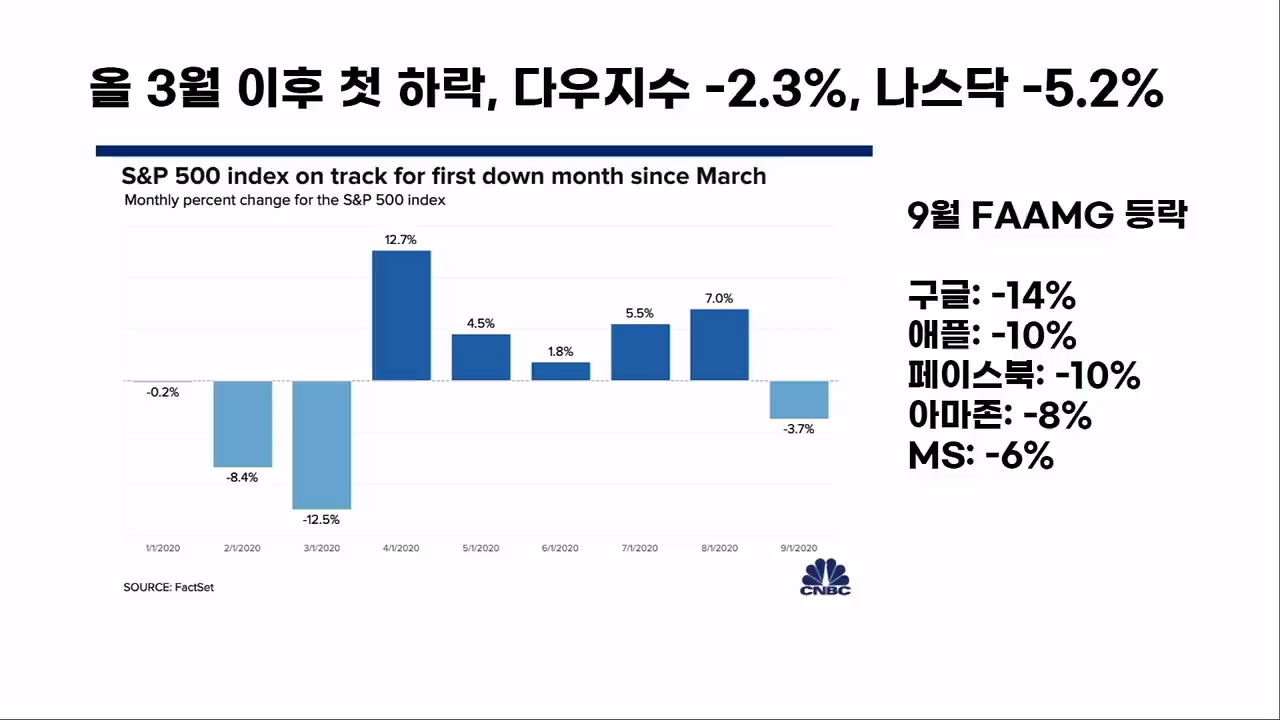 올 3월 이후 첫 하락, 다우지수 -2.3%, 나스닥 -5.2%
S&P 500 index on track for first down month since March
Monthly percent change for the S&P 500 index
-0.2%
-8.4%
-12.5%
12.7%
4.5%
1.8%
5.5%
7.0%
-3.7%
1/1/2020 2/1/2020 3/1/2020 4/1/2020 5/1/2020 6/1/2020 7/1/2020 8/1/2020 9/1/2020
SOURCE: FactSet
CNBC
9월 FAAMG 등락
구글: -14%
애플: -10%
페이스북: -10%
아마존: -8%
MS: -6%